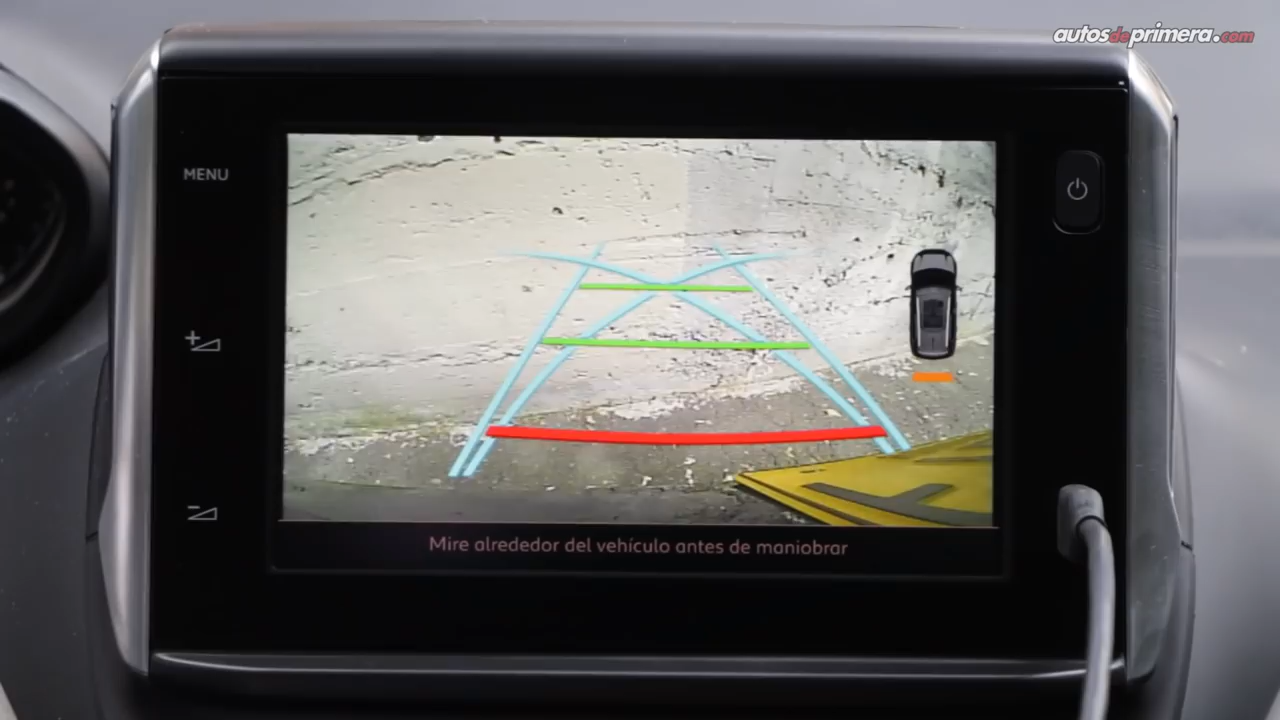 autosdeprimera.com
MENU
Mire alrededor del vehículo antes de maniobrar